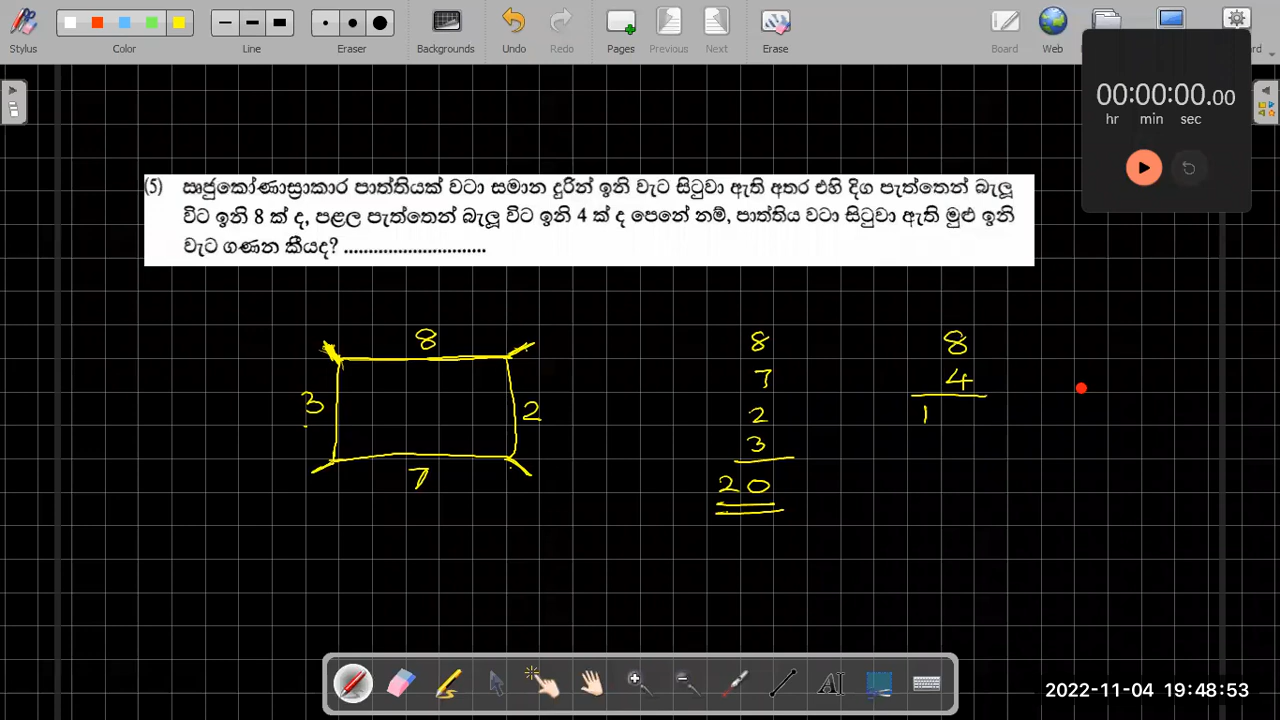 Stylus
Color
Line
Eraser
Backgrounds
Undo
Redo
Pages
Previous
Next
Erase
Board
Web
00:00:00.00
hr min sec
(5) සෘජුකෝණාස්‍රාකාර පාත්තියක් වටා සමාන දුරින් ඉනි වැට සිටුවා ඇති අතර එහි දිග පැත්තෙන් බැලූ
විට ඉනි 8 ක් ද, පළල පැත්තෙන් බැලූ විට ඉනි 4 ක් ද පෙනේ නම්, පාත්තිය වටා සිටුවා ඇති මුළු ඉනි
වැට ගණන කීයද? .............................
8
3
2
7
8
7
2
3
20
8
4
1
AI
2022-11-04 19:48:53